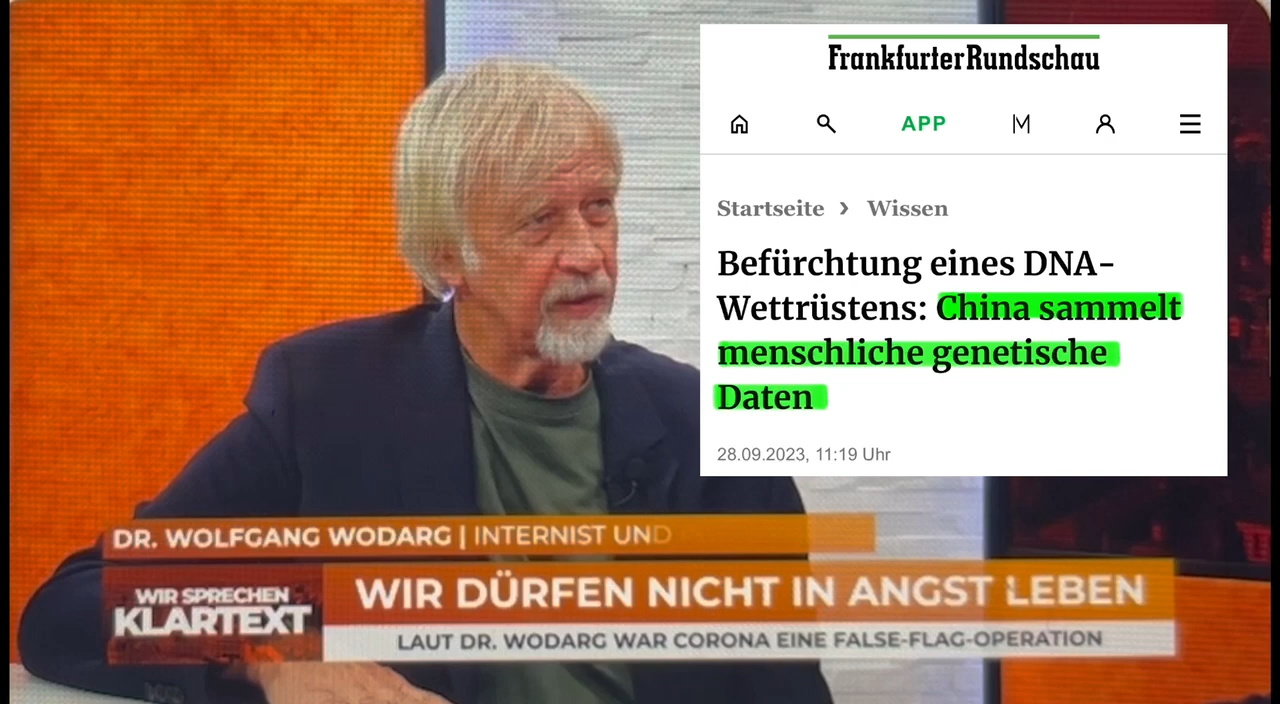 FrankfurterRundschau
APP
M
Startseite › Wissen
Befürchtung eines DNA-
Wettrüstens: China sammelt
menschliche genetische
Daten
28.09.2023, 11:19 Uhr
DR. WOLFGANG WODARG | INTERNIST UND
WIR SPRECHEN
KLARTEXT
WIR DÜRFEN NICHT IN ANGST LEBEN
LAUT DR. WODARG WAR CORONA EINE FALSE-FLAG-OPERATION